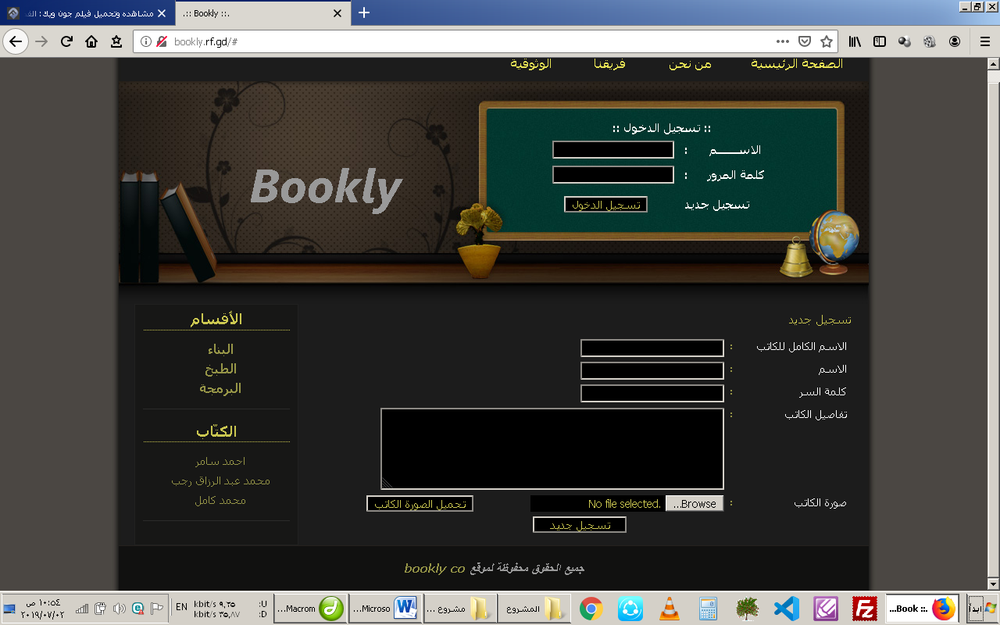 مشاهده وتحميل فيلم جون ويك: الف
.:: Bookly ::.
bookly.rf.gd/#
الصفحة الرئيسية من نحن فريقنا الوثوقية
Bookly
:: تسجيل الدخول ::
الاســــــم :
كلمة المرور :
تسجيل جديد تسجيل الدخول
تسجيل جديد
الاسم الكامل للكاتب :
الاسم :
كلمة السر :
تفاصيل الكاتب :
صورة الكاتب : Browse... No file selected. تحميل الصورة الكاتب
تسجيل جديد
الأقسام
البناء
الطبخ
البرمجة
الكتّاب
احمد سامر
محمد عبد الرزاق رجب
محمد كامل
جميع الحقوق محفوظة لموقع bookly co
ابدأ
...Book ::.
المشروع
مشروع ...
...Microso
...Macrom
U: ٩,٢٥ kbit/s
D: ٣٥,٨٧ kbit/s
EN
١٠:٥٤ ص
٢٠١٩/٠٧/٠٢